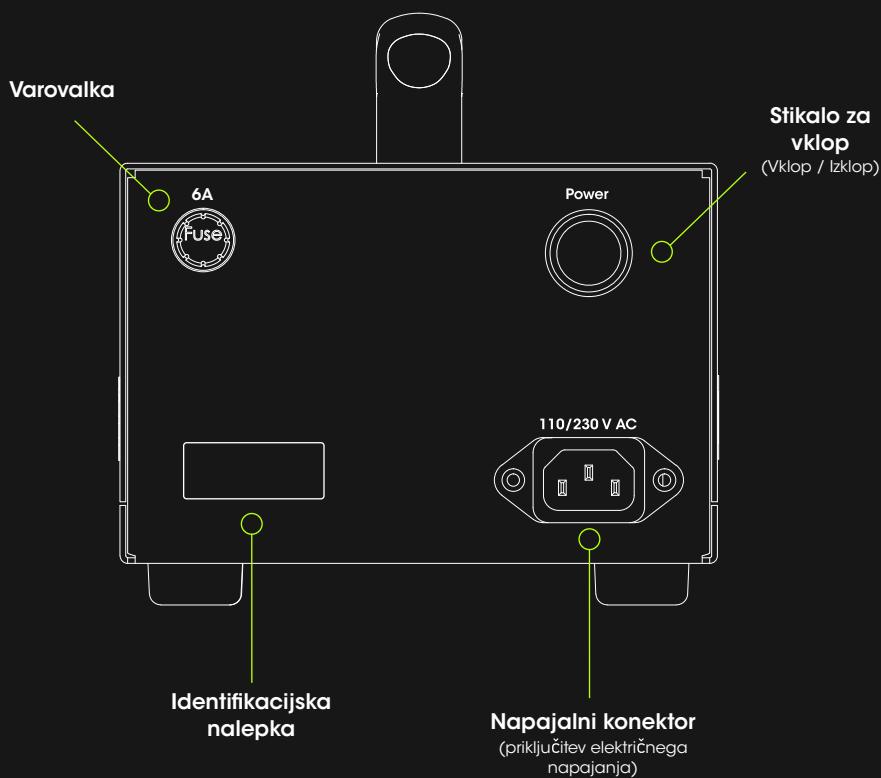 Varovalka
Stikalo za
vklop
(Vklop / Izklop)
6A
Fuse
Power
110/230 V AC
Identifikacijska
nalepka
Napajalni konektor
(priključitev električnega
napajanja)